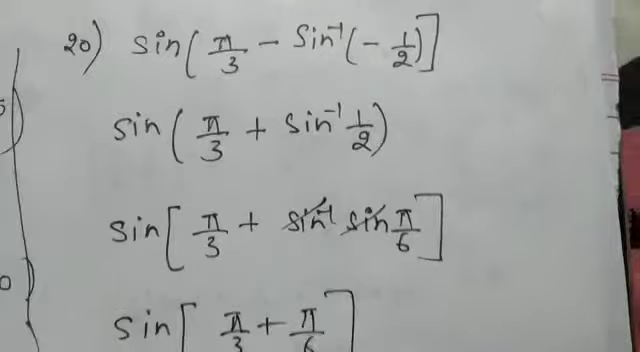 20) sin(π/3 - sin⁻¹(-1/2)]
sin(π/3 + sin⁻¹ 1/2)
sin[π/3 + sin⁻¹ sin π/6]
sin[π/3 + π/6]